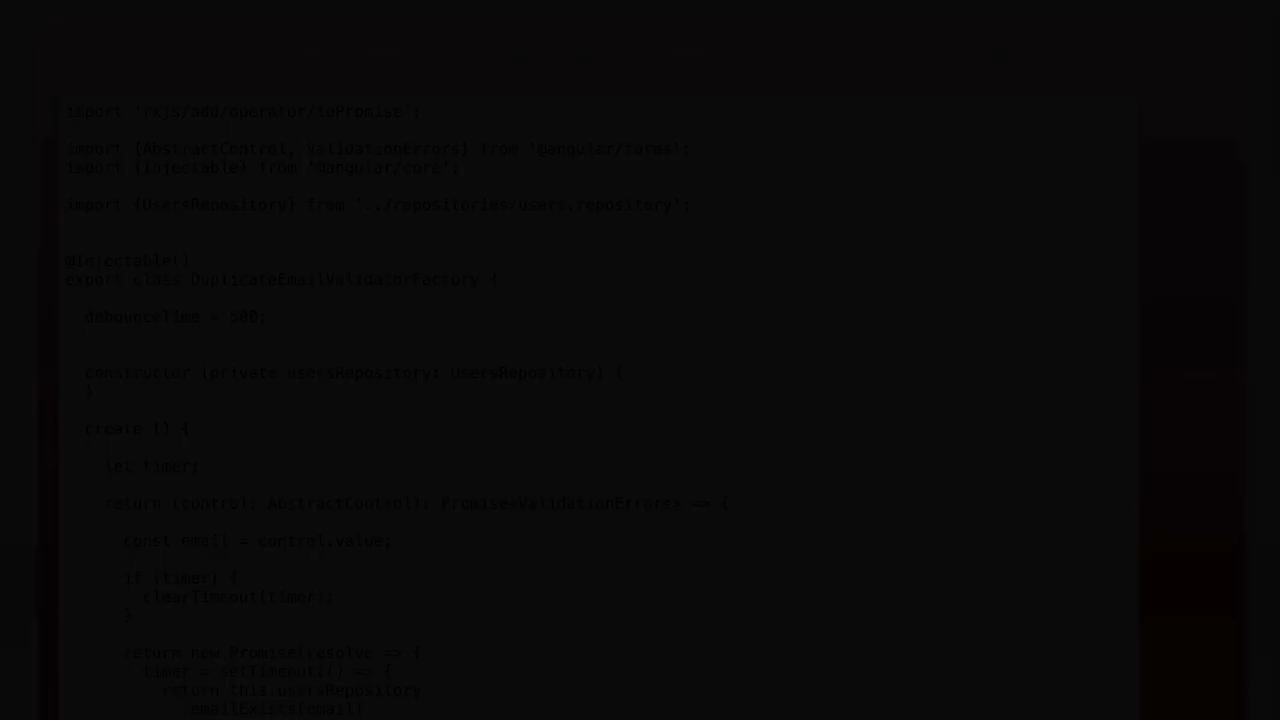 import 'rxjs/add/operator/toPromise';
import {AbstractControl, ValidationErrors} from '@angular/forms';
import {Injectable} from '@angular/core';
import {UsersRepository} from '../repositories/users.repository';
@Injectable()
export class DuplicateEmailValidatorFactory {
debounceTime = 500;
constructor (private usersRepository: UsersRepository) {
}
create () {
let timer;
return (control: AbstractControl): Promise<ValidationErrors> => {
const email = control.value;
if (timer) {
clearTimeout(timer);
}
return new Promise(resolve => {
timer = setTimeout(() => {
return this.usersRepository
.emailExists(email)